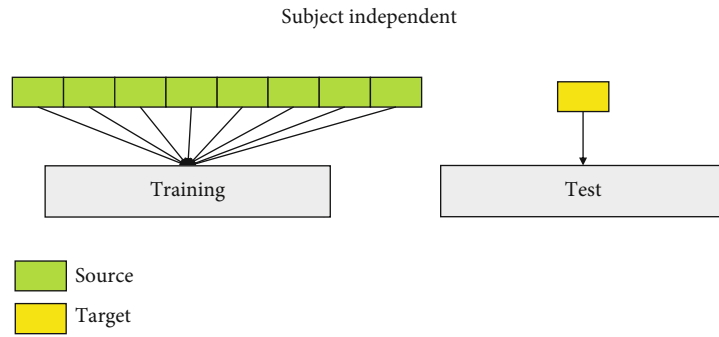 Subject independent
Training
Test
Source
Target